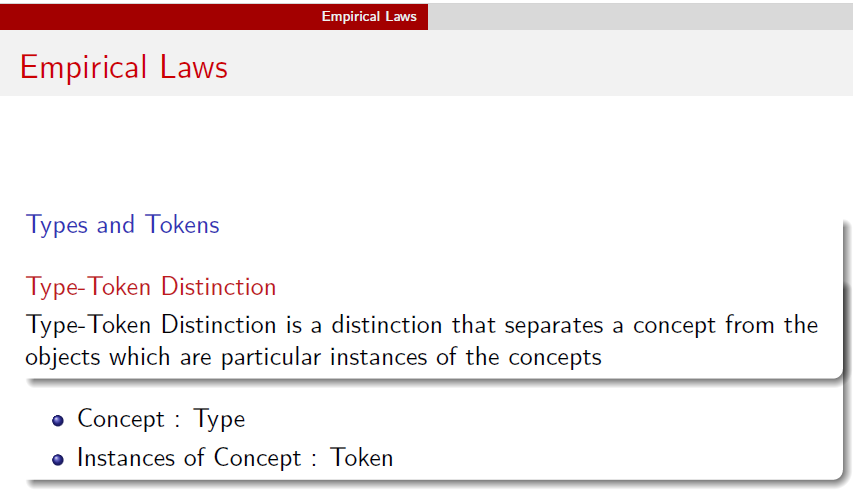 Empirical Laws
Empirical Laws
Types and Tokens
Type-Token Distinction
Type-Token Distinction is a distinction that separates a concept from the
objects which are particular instances of the concepts
Concept : Type
Instances of Concept : Token